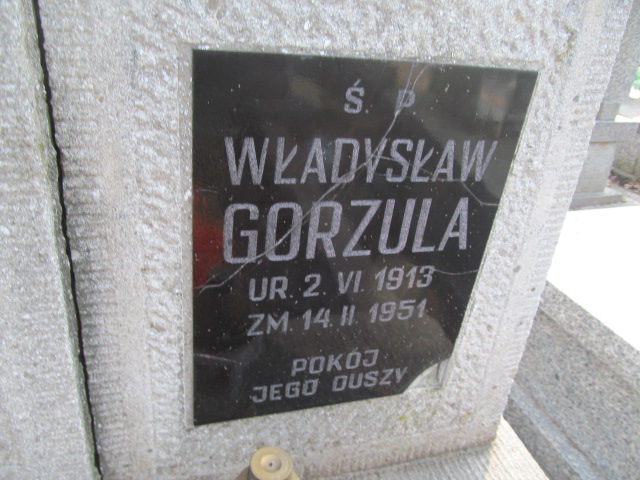 Ś P
WŁADYSŁAW
GORZULA
UR. 2. VI. 1913
ZM. 14. II. 1951
POKÓJ
JEGO DUSZY